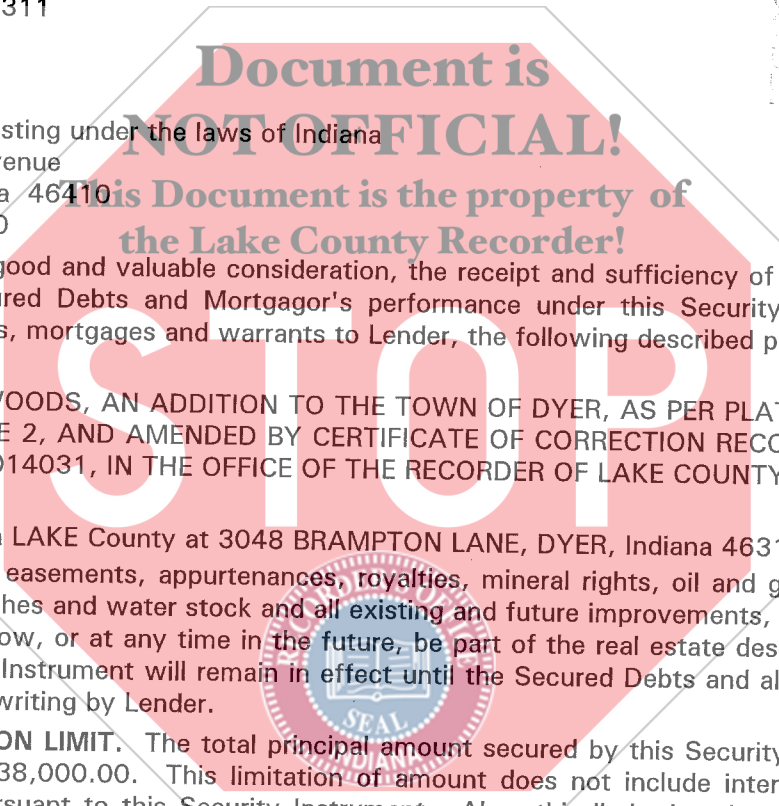 311
Document is
NOT OFFICIAL!
This Document is the property of
the Lake County Recorder!
sting under the laws of Indiana
venue
a 46410
0
good and valuable consideration, the receipt and sufficiency of
ured Debts and Mortgagor's performance under this Security
s, mortgages and warrants to Lender, the following described p
STOP
WOODS, AN ADDITION TO THE TOWN OF DYER, AS PER PLAT
E 2, AND AMENDED BY CERTIFICATE OF CORRECTION RECO
014031, IN THE OFFICE OF THE RECORDER OF LAKE COUNTY
LAKE County at 3048 BRAMPTON LANE, DYER, Indiana 4631
easements, appurtenances, royalties, mineral rights, oil and g
hes and water stock and all existing and future improvements,
ow, or at any time in the future, be part of the real estate des
Instrument will remain in effect until the Secured Debts and al
writing by Lender.
RECORDER'S OFFICE
SEAL
INDIANA
ON LIMIT. The total principal amount secured by this Security
38,000.00. This limitation of amount does not include inter